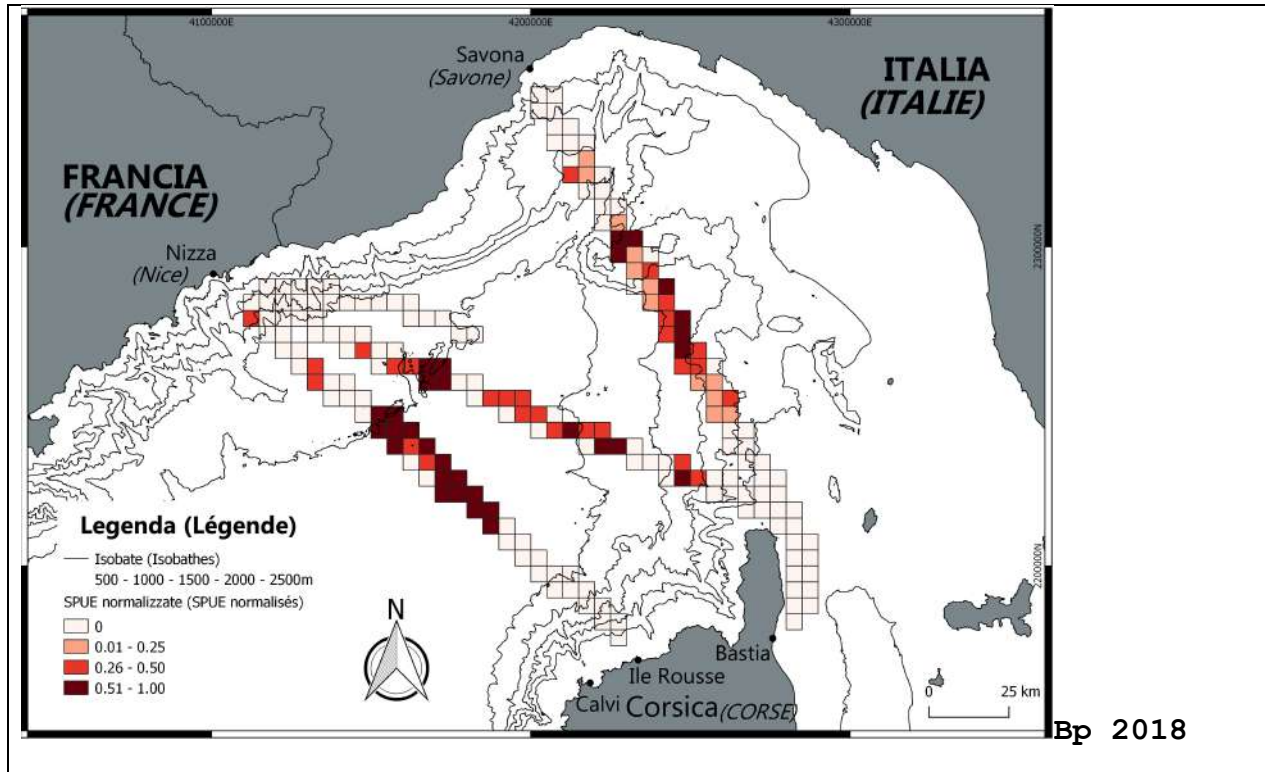 4100000E
4200000E
4300000E
Savona
(Savone)
ITALIA
(ITALIE)
FRANCIA
(FRANCE)
Nizza
(Nice)
2300000N
Legenda (Légende)
Isobate (Isobathes)
500 - 1000 - 1500 - 2000 - 2500m
SPUE normalizzate (SPUE normalisés)
0
0.01 - 0.25
0.26 - 0.50
0.51 - 1.00
N
2200000N
Bastia
Ile Rousse
Calvi
Corsica (CORSE)
0
25 km
Bp 2018